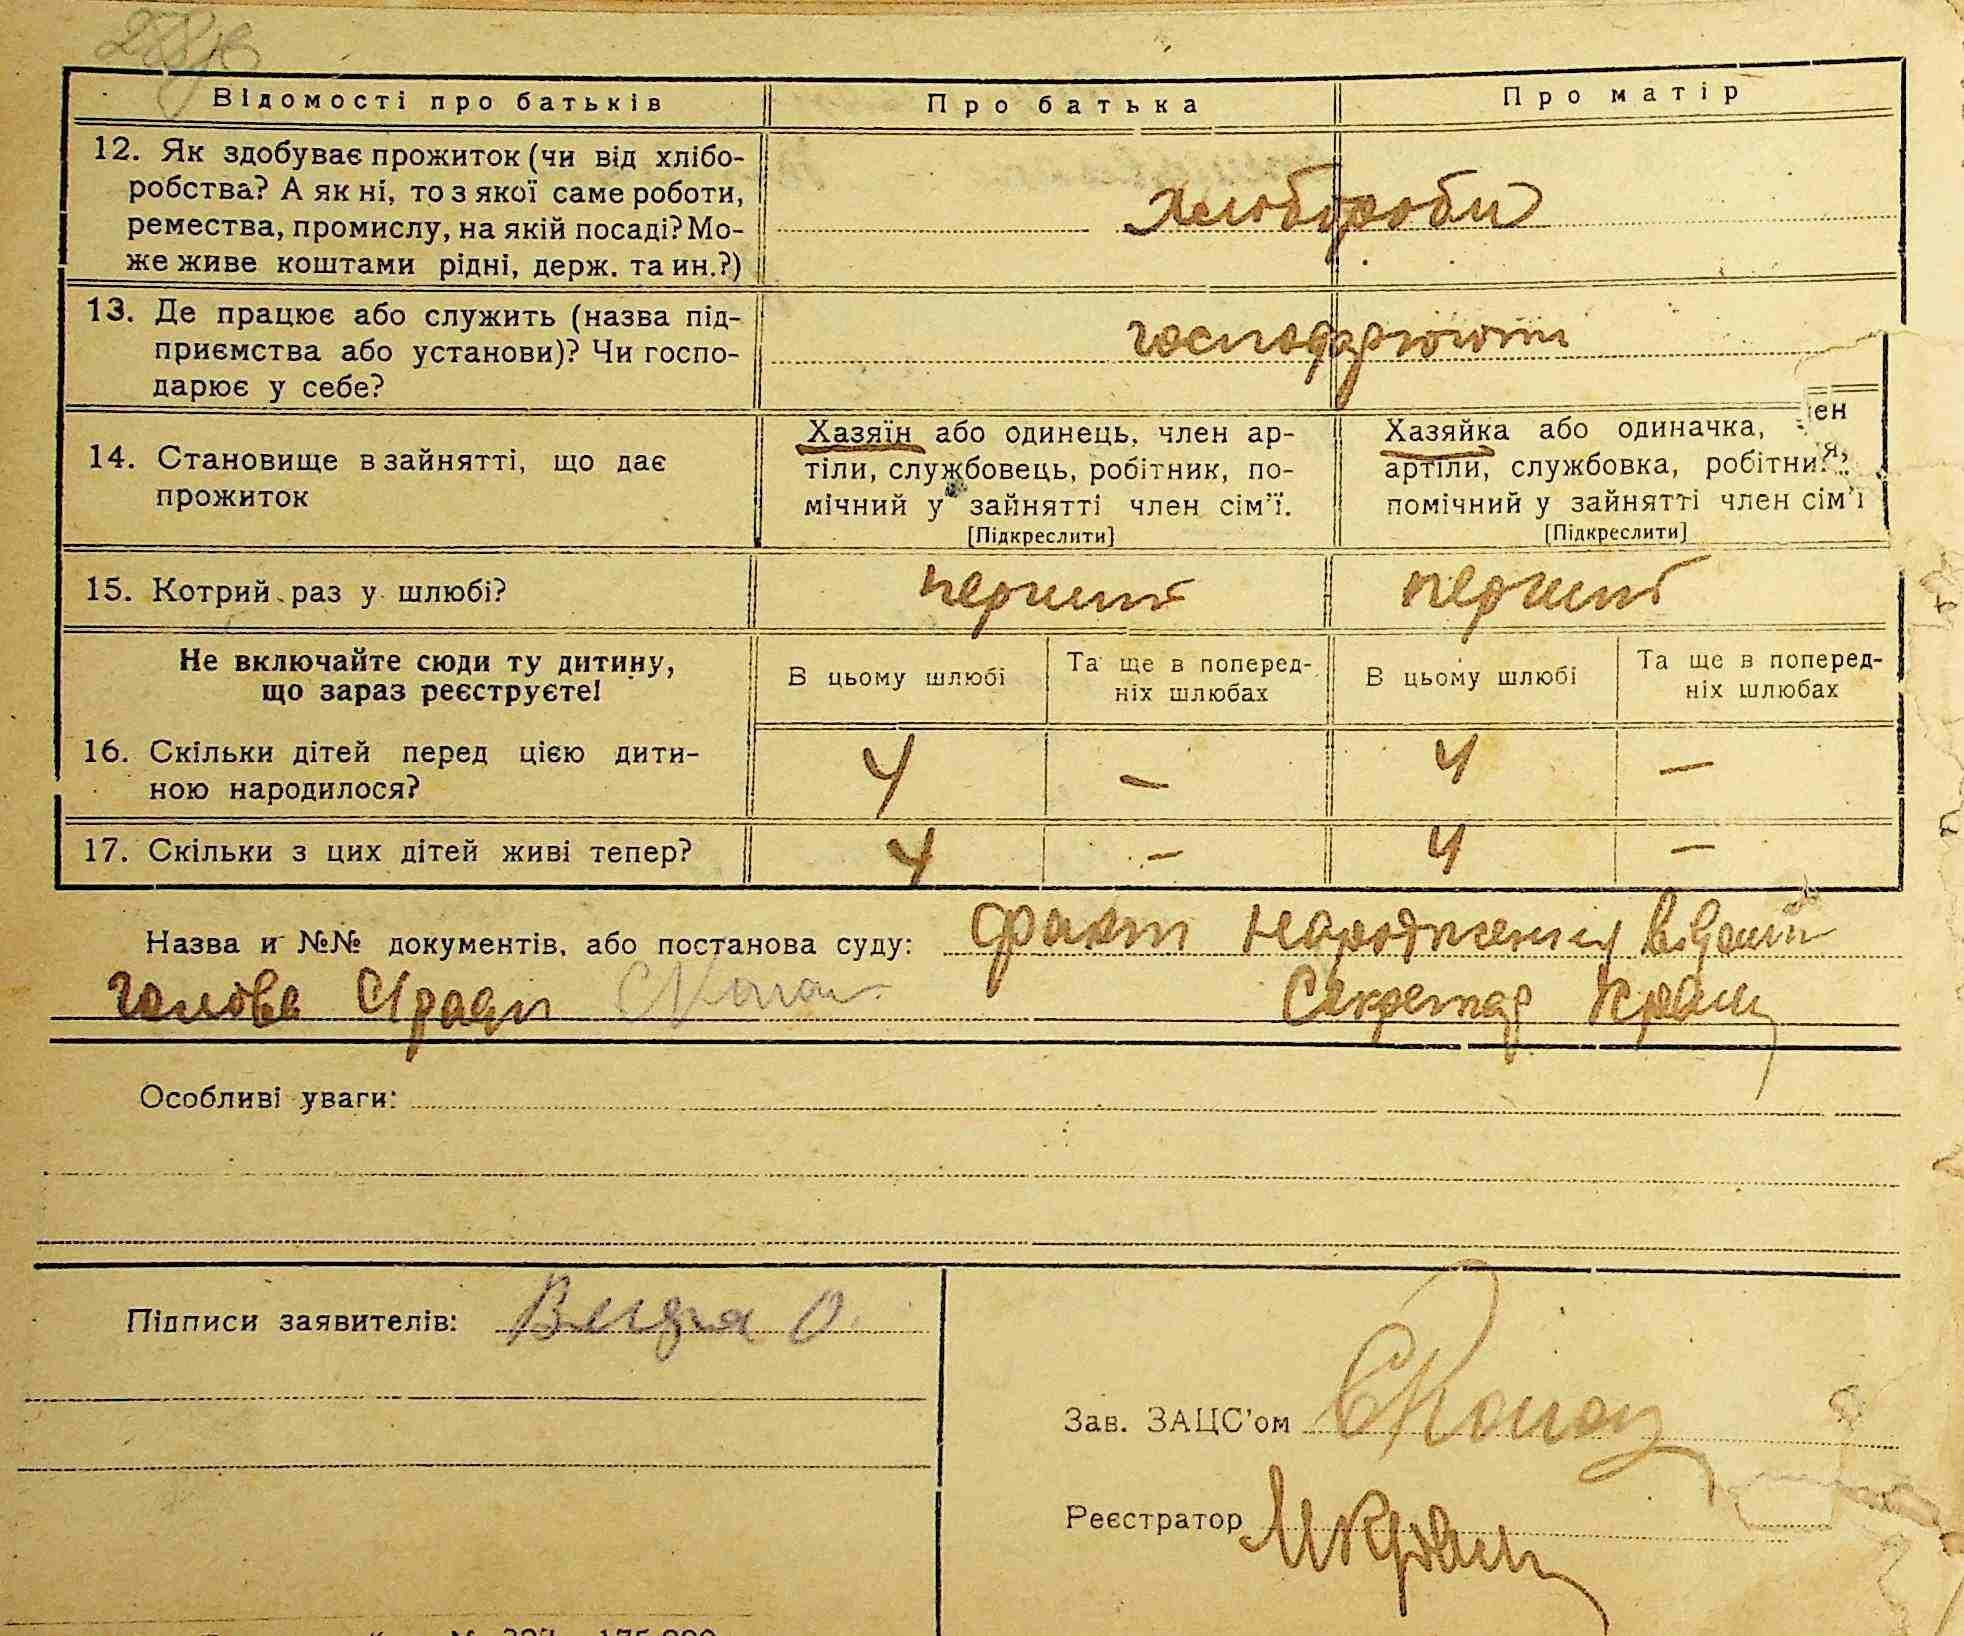 Відомості про батьків Про батька Про матір
12. Як здобуває прожиток (чи від хлібо-
робства? А як ні, то з якої саме роботи,
ремества, промислу, на якій посаді? Мо-
же живе коштами рідні, держ. та ин.?)
хлібороби
13. Де працює або служить (назва під-
приємства або установи)? Чи госпо-
дарює у себе?
господарюють
14. Становище в зайнятті, що дає
прожиток
Хазяїн або одинець, член ар-
тіли, службовець, робітник, по-
мічний у зайнятті член сім'ї.
[Підкреслити]
Хазяйка або одиначка, ен
артіли, службовка, робітни
помічний у зайнятті член сім'ї
[Підкреслити]
15. Котрий раз у шлюбі? перший перший
Не включайте сюди ту дитину,
що зараз реєструєте!
В цьому шлюбі
Та ще в поперед-
ніх шлюбах
В цьому шлюбі
Та ще в поперед-
ніх шлюбах
16. Скільки дітей перед цією дити-
ною народилося?
4 — 4 —
17. Скільки з цих дітей живі тепер? 4 — 4 —
Назва й №№ документів, або постанова суду: факт народження
Голова С/ради Секретар
Особливі уваги:
Підписи заявителів:
Зав. ЗАЦС'ом
Реєстратор